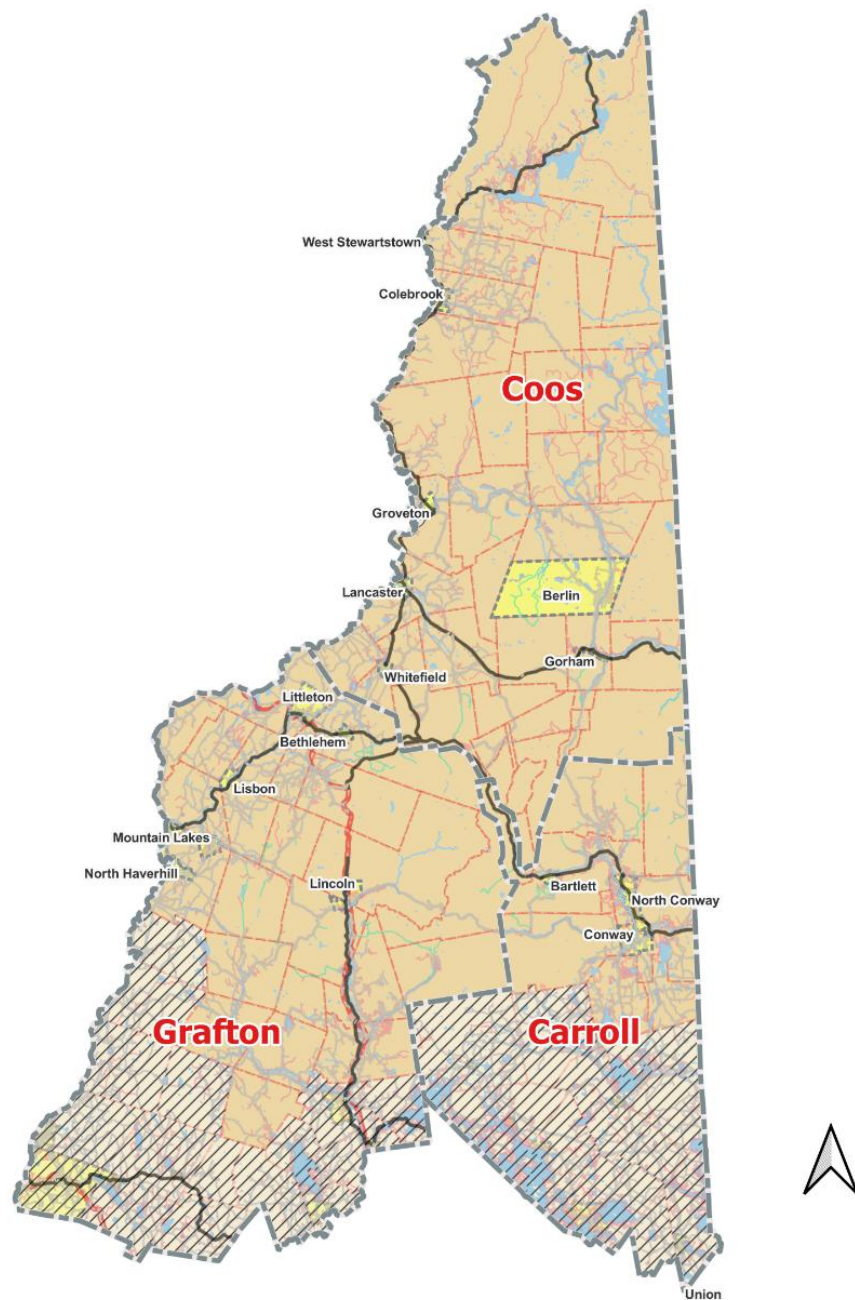 West Stewartstown
Colebrook
Coos
Groveton
Berlin
Lancaster
Gorham
Whitefield
Littleton
Bethlehem
Lisbon
Mountain Lakes
North Haverhill
Lincoln
Bartlett
North Conway
Conway
Grafton
Carroll
Union